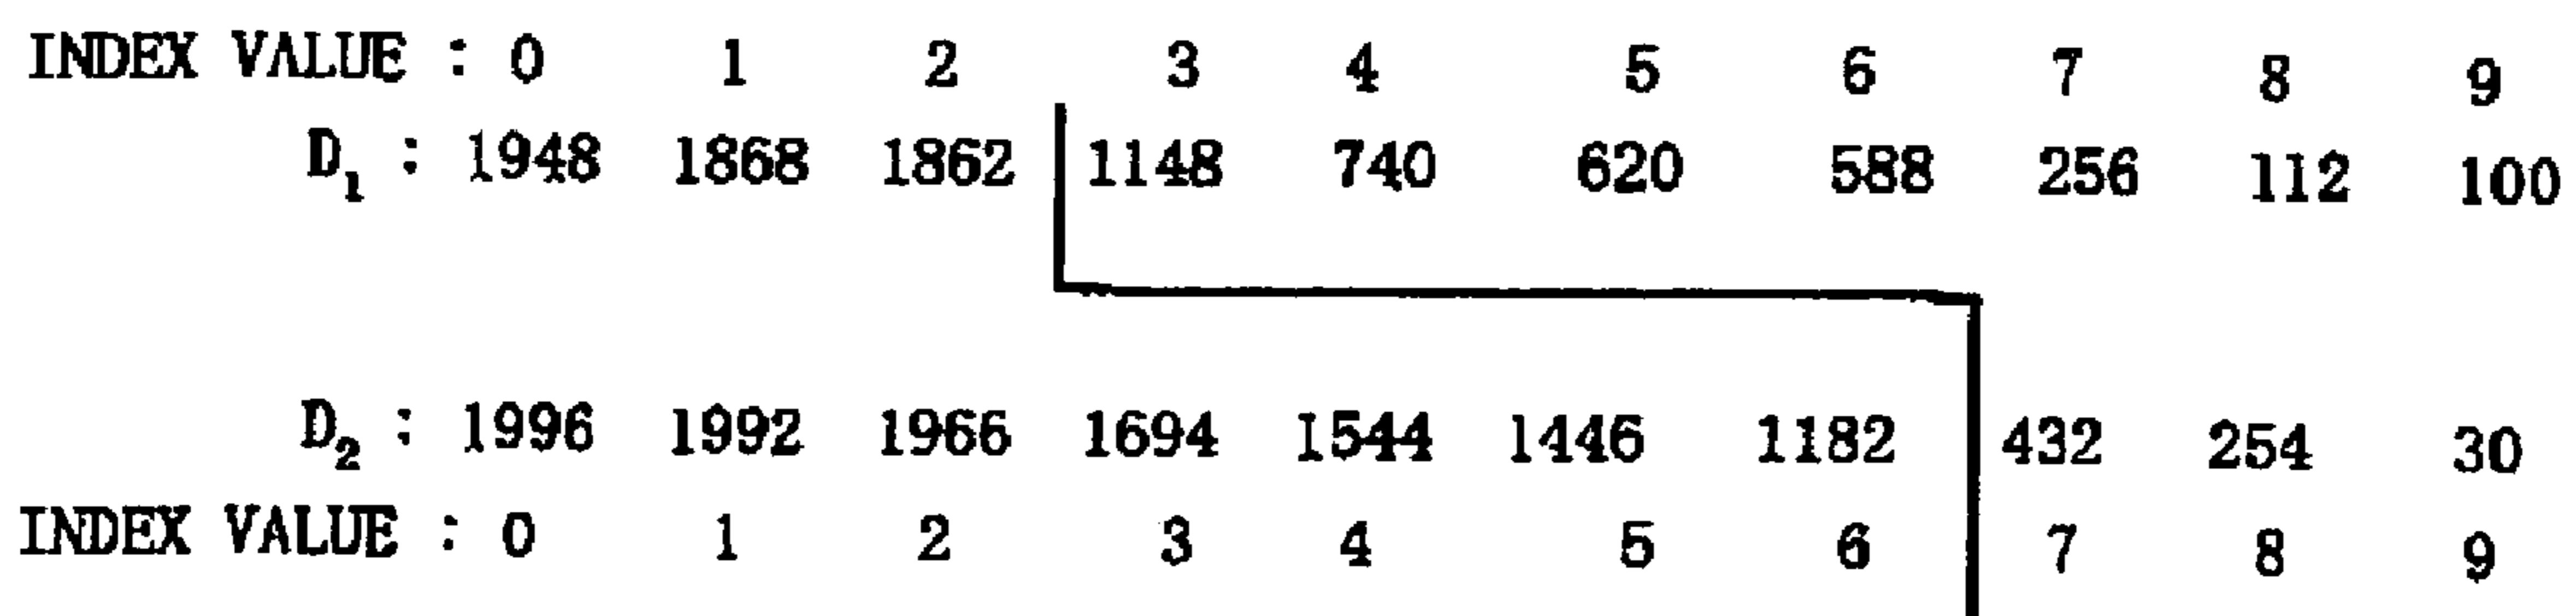 INDEX VALUE : 0 1 2 3 4 5 6 7 8 9
D₁ : 1948 1868 1862 1148 740 620 588 256 112 100
D₂ : 1996 1992 1966 1694 1544 1446 1182 432 254 30
INDEX VALUE : 0 1 2 3 4 5 6 7 8 9